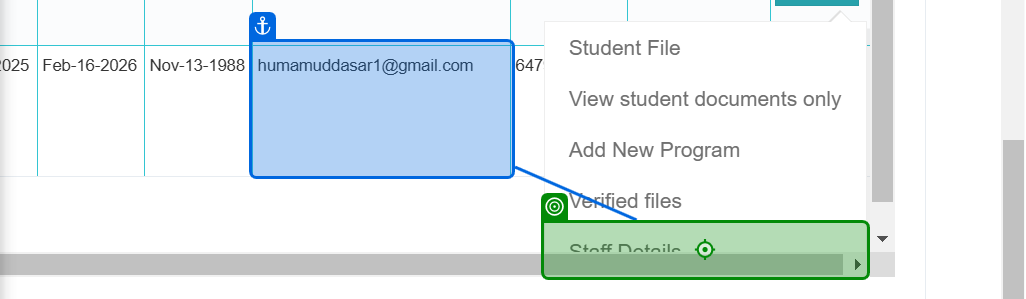 2025 Feb-16-2026 Nov-13-1988 humamuddasar1@gmail.com 647
Student File
View student documents only
Add New Program
Verified files
Staff Details